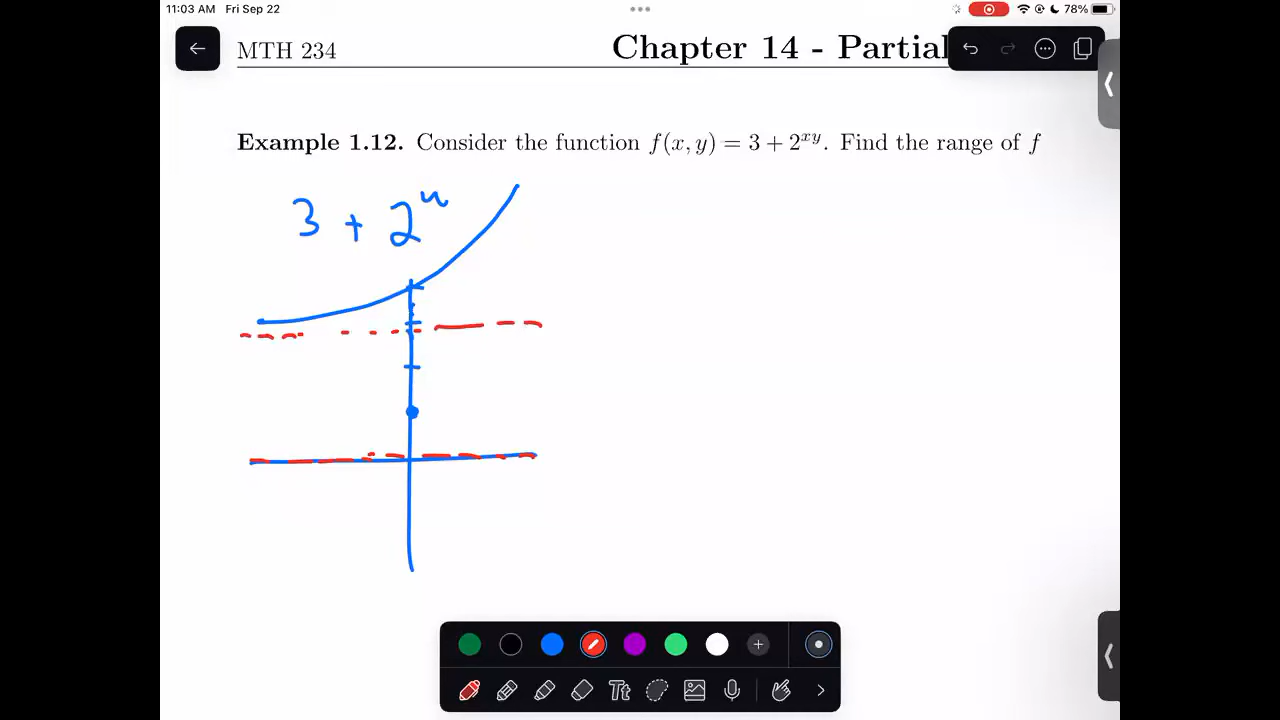 11:03 AM Fri Sep 22
78%
MTH 234
Chapter 14 - Partial
Example 1.12. Consider the function f(x, y) = 3 + 2^{xy}. Find the range of f
3 + 2^u
Tt